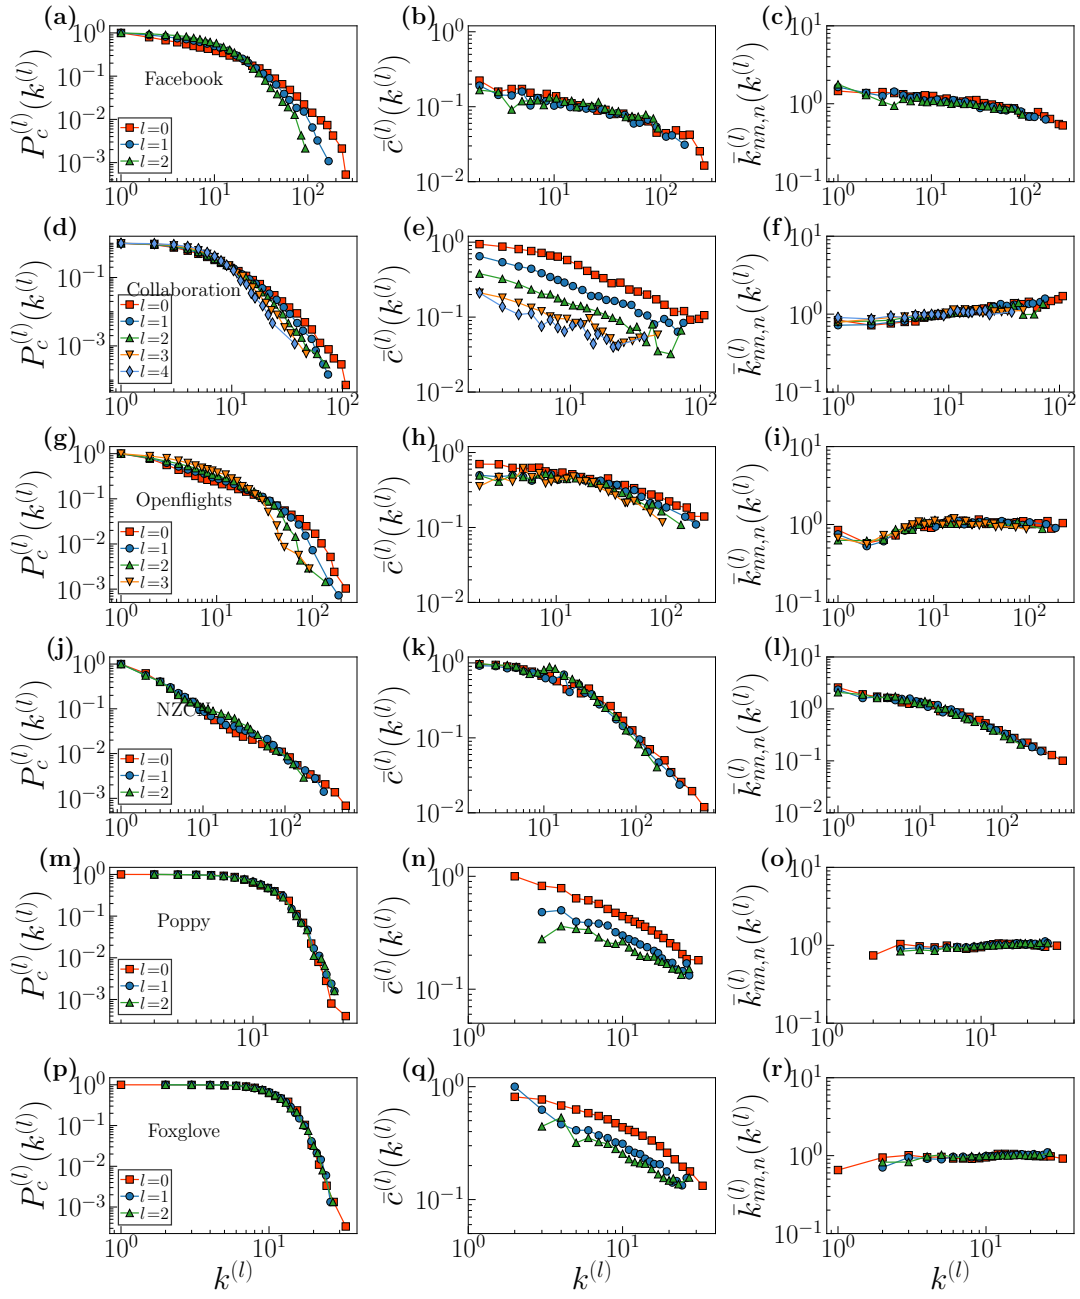 (a)
10^0
10^{-1}
10^{-2}
10^{-3}
P_c^{(l)}(k^{(l)})
Facebook
l=0
l=1
l=2
10^0 10^1 10^2
(b)
10^0
10^{-1}
10^{-2}
c̄^{(l)}(k^{(l)})
10^1 10^2
(c)
10^1
10^0
10^{-1}
k̄_{nn,n}^{(l)}(k^{(l)})
10^0 10^1 10^2
(d)
10^{-1}
10^{-3}
P_c^{(l)}(k^{(l)})
Collaboration
l=0
l=1
l=2
l=3
l=4
10^0 10^1 10^2
(e)
10^0
10^{-1}
10^{-2}
c̄^{(l)}(k^{(l)})
10^1 10^2
(f)
10^1
10^0
10^{-1}
k̄_{nn,n}^{(l)}(k^{(l)})
10^0 10^1 10^2
(g)
10^0
10^{-1}
10^{-2}
10^{-3}
P_c^{(l)}(k^{(l)})
Openflights
l=0
l=1
l=2
l=3
10^0 10^1 10^2
(h)
10^0
10^{-1}
10^{-2}
c̄^{(l)}(k^{(l)})
10^1 10^2
(i)
10^1
10^0
10^{-1}
k̄_{nn,n}^{(l)}(k^{(l)})
10^0 10^1 10^2
(j)
10^0
10^{-1}
10^{-2}
10^{-3}
P_c^{(l)}(k^{(l)})
l=0
l=1
l=2
10^0 10^1 10^2
(k)
10^0
10^{-1}
10^{-2}
c̄^{(l)}(k^{(l)})
10^1 10^2
(l)
10^1
10^0
10^{-1}
10^{-2}
k̄_{nn,n}^{(l)}(k^{(l)})
10^0 10^1 10^2
(m)
10^0
10^{-1}
10^{-2}
10^{-3}
P_c^{(l)}(k^{(l)})
Poppy
l=0
l=1
l=2
10^1
(n)
10^0
10^{-1}
c̄^{(l)}(k^{(l)})
10^0 10^1
(o)
10^1
10^0
10^{-1}
k̄_{nn,n}^{(l)}(k^{(l)})
10^0 10^1
(p)
10^0
10^{-1}
10^{-2}
10^{-3}
P_c^{(l)}(k^{(l)})
Foxglove
l=0
l=1
l=2
10^0 10^1
k^{(l)}
(q)
10^0
10^{-1}
c̄^{(l)}(k^{(l)})
10^0 10^1
k^{(l)}
(r)
10^1
10^0
10^{-1}
k̄_{nn,n}^{(l)}(k^{(l)})
10^0 10^1
k^{(l)}